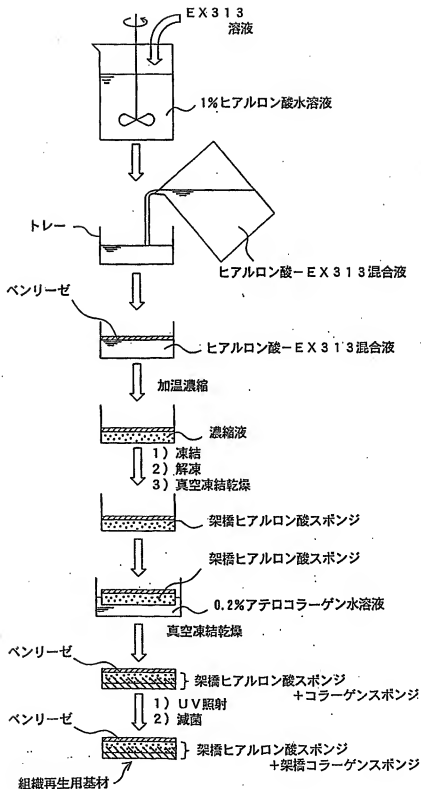 EX313
溶液
1%ヒアルロン酸水溶液
トレー
ヒアルロン酸－EX313混合液
ベンリーゼ
ヒアルロン酸－EX313混合液
加温濃縮
濃縮液
1）凍結
2）解凍
3）真空凍結乾燥
架橋ヒアルロン酸スポンジ
架橋ヒアルロン酸スポンジ
0.2%アテロコラーゲン水溶液
真空凍結乾燥
ベンリーゼ
架橋ヒアルロン酸スポンジ
+コラーゲンスポンジ
1）UV照射
2）滅菌
ベンリーゼ
架橋ヒアルロン酸スポンジ
+架橋コラーゲンスポンジ
組織再生用基材